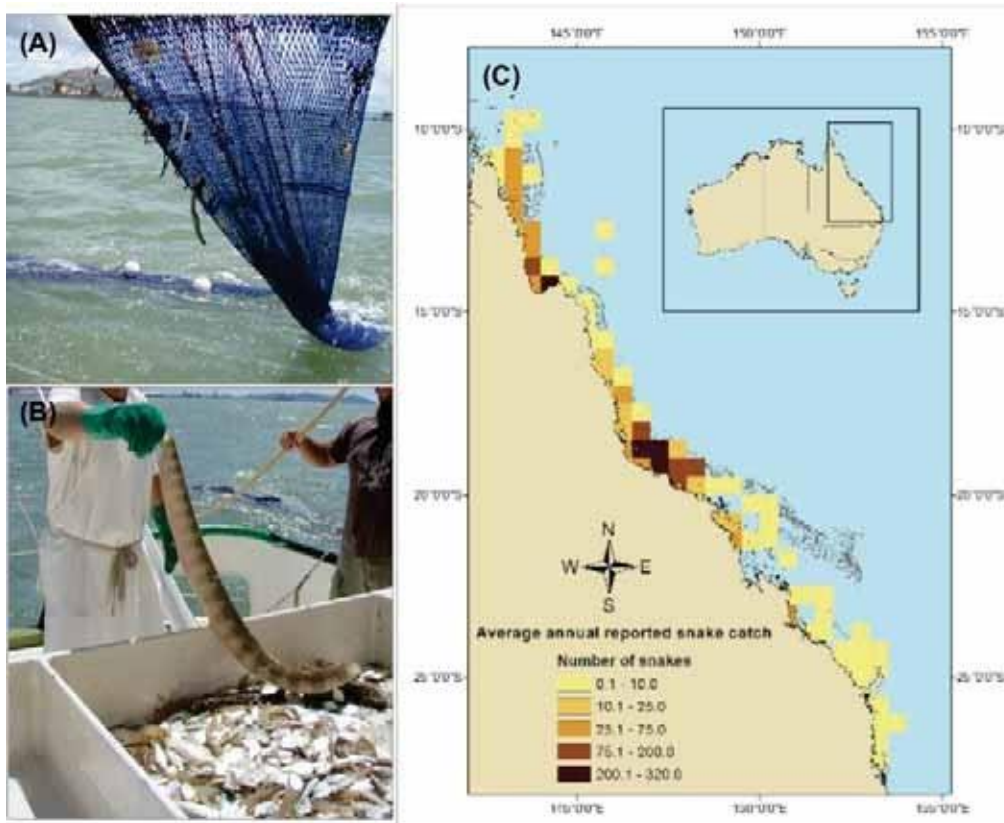 (A)
(B)
(C)
145°00'E 150°00'E 155°00'E
10°00'S 10°00'S
15°00'S 15°00'S
20°00'S 20°00'S
25°00'S 25°00'S
N
W E
S
Average annual reported snake catch
Number of snakes
0.1 - 10.0
10.1 - 25.0
25.1 - 75.0
75.1 - 200.0
200.1 - 320.0
150°00'E 155°00'E